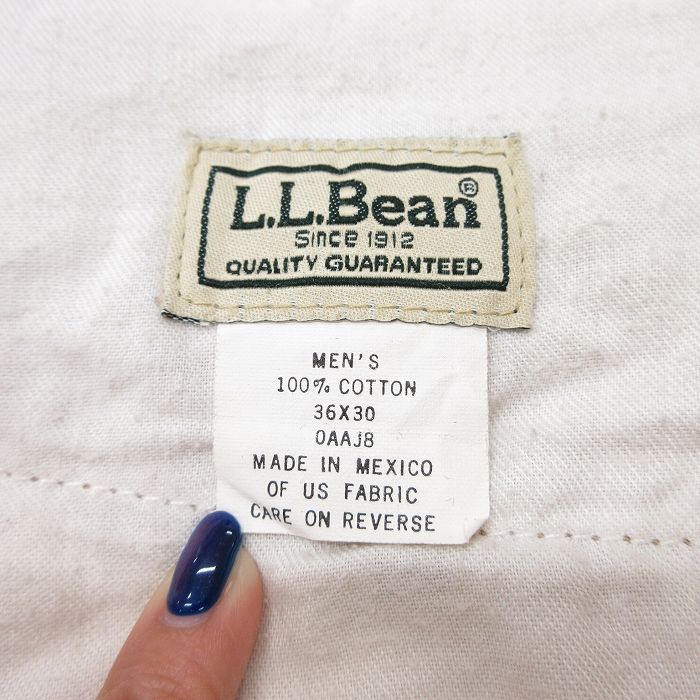 L.L.Bean®
Since 1912
QUALITY GUARANTEED
MEN'S
100% COTTON
36X30
0AAJ8
MADE IN MEXICO
OF US FABRIC
CARE ON REVERSE